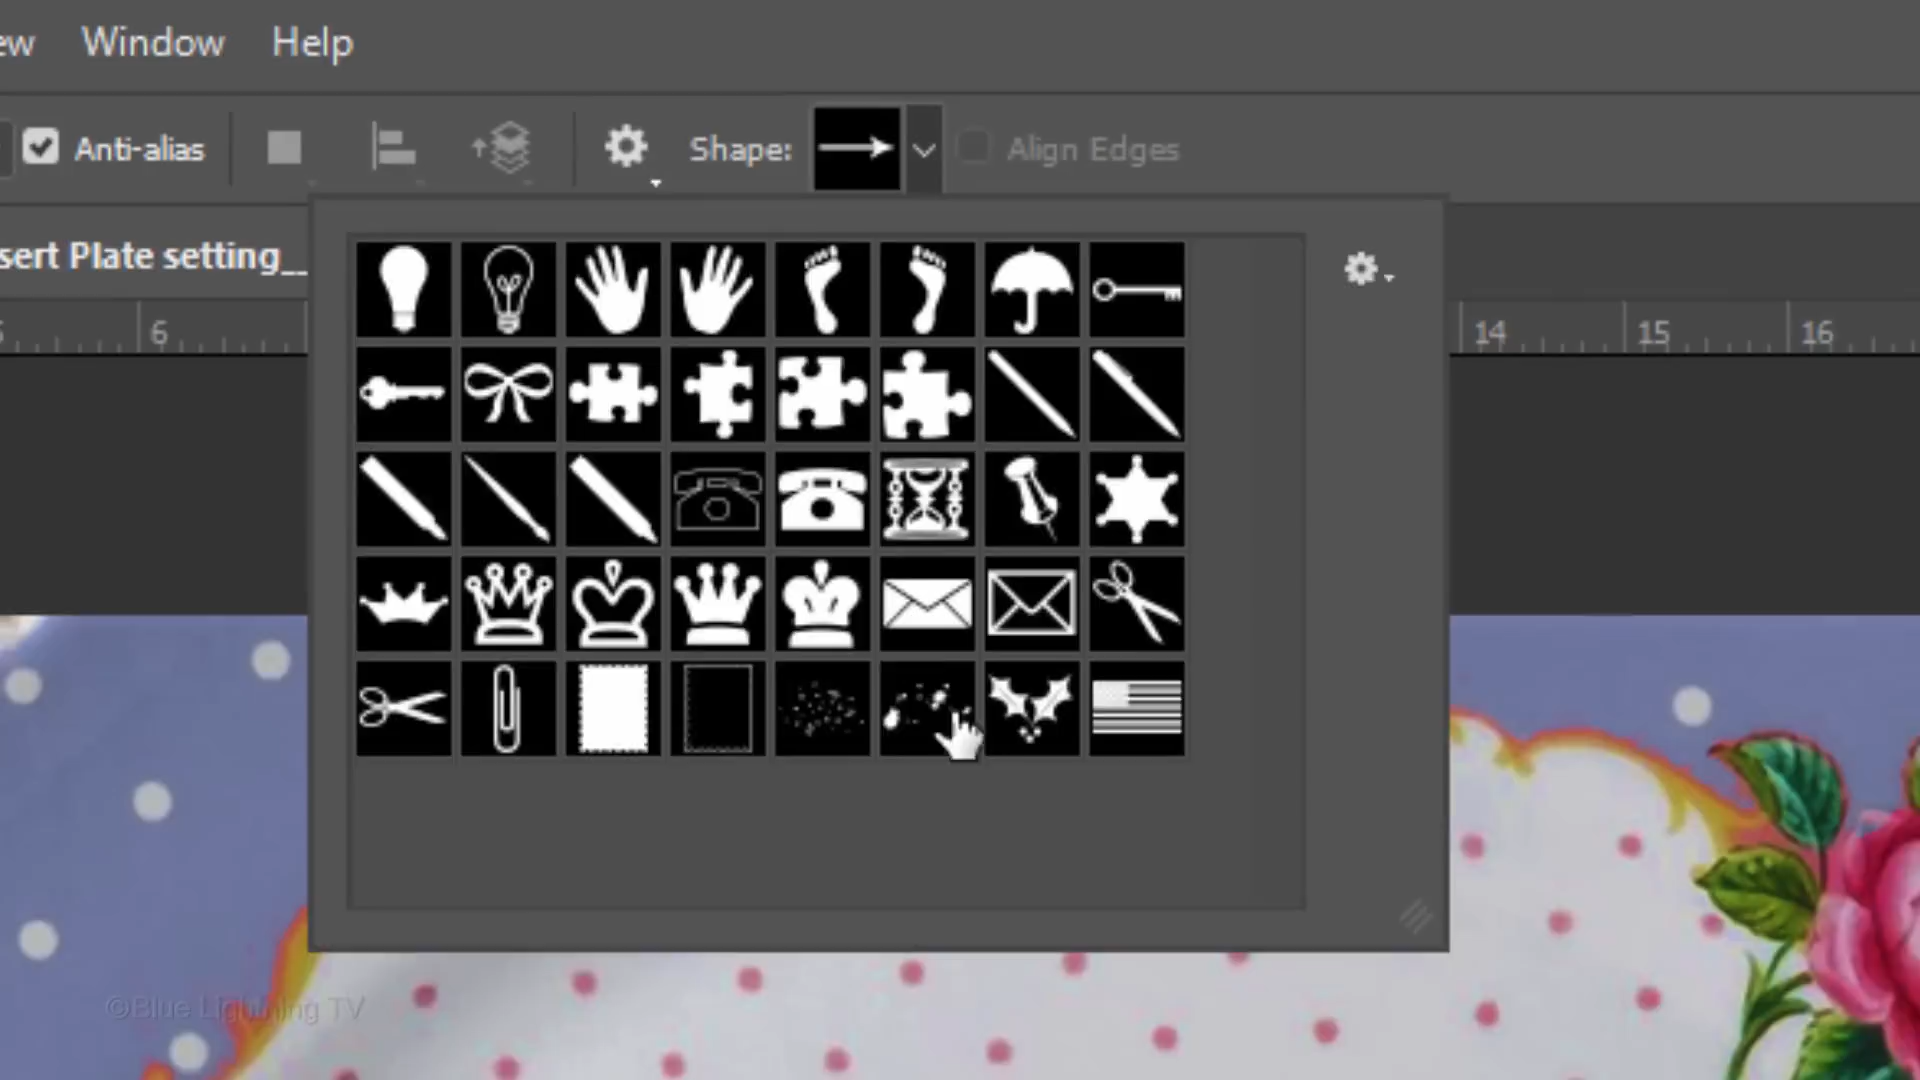 ew Window Help
Anti-alias Shape: Align Edges
sert Plate setting_
6 14 15 16
©Blue Lightning TV